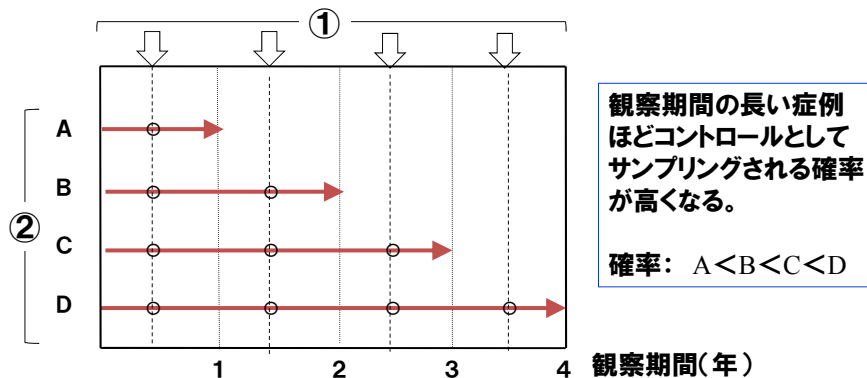 ①
②
A
B
C
D
1 2 3 4 観察期間(年)
観察期間の長い症例
ほどコントロールとして
サンプリングされる確率
が高くなる。
確率: A<B<C<D